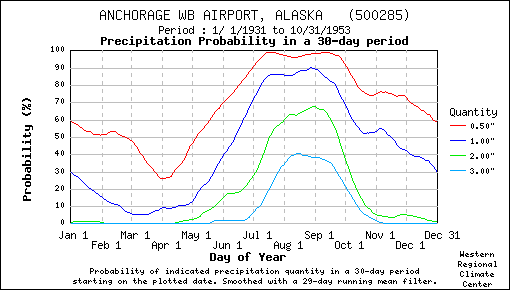 ANCHORAGE WB AIRPORT, ALASKA (500285)
Period : 1/ 1/1931 to 10/31/1953
Precipitation Probability in a 30-day period
100
90
80
70
60
50
40
30
20
10
0
Probability (%)
Quantity
0.50"
1.00"
2.00"
3.00"
Jan 1 Mar 1 May 1 Jul 1 Sep 1 Nov 1 Dec 31
Feb 1 Apr 1 Jun 1 Aug 1 Oct 1 Dec 1
Day of Year
Probability of indicated precipitation quantity in a 30-day period
starting on the plotted date. Smoothed with a 29-day running mean filter.
Western
Regional
Climate
Center